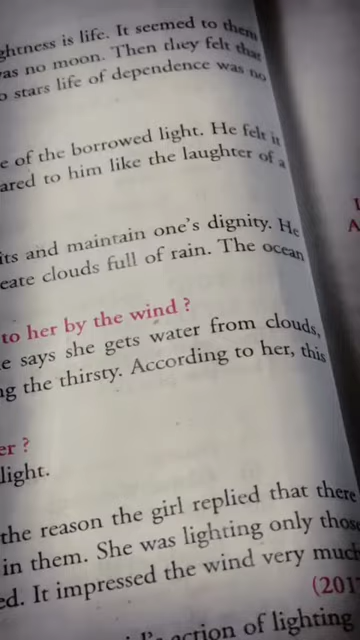 ghtness is life. It seemed to them
as no moon. Then they felt that
stars life of dependence was no
e of the borrowed light. He felt it
ared to him like the laughter of a
its and maintain one's dignity. He
eate clouds full of rain. The ocean
to her by the wind ?
e says she gets water from clouds,
ng the thirsty. According to her, this
er ?
light.
the reason the girl replied that there
in them. She was lighting only those
ed. It impressed the wind very much
(201
action of lighting